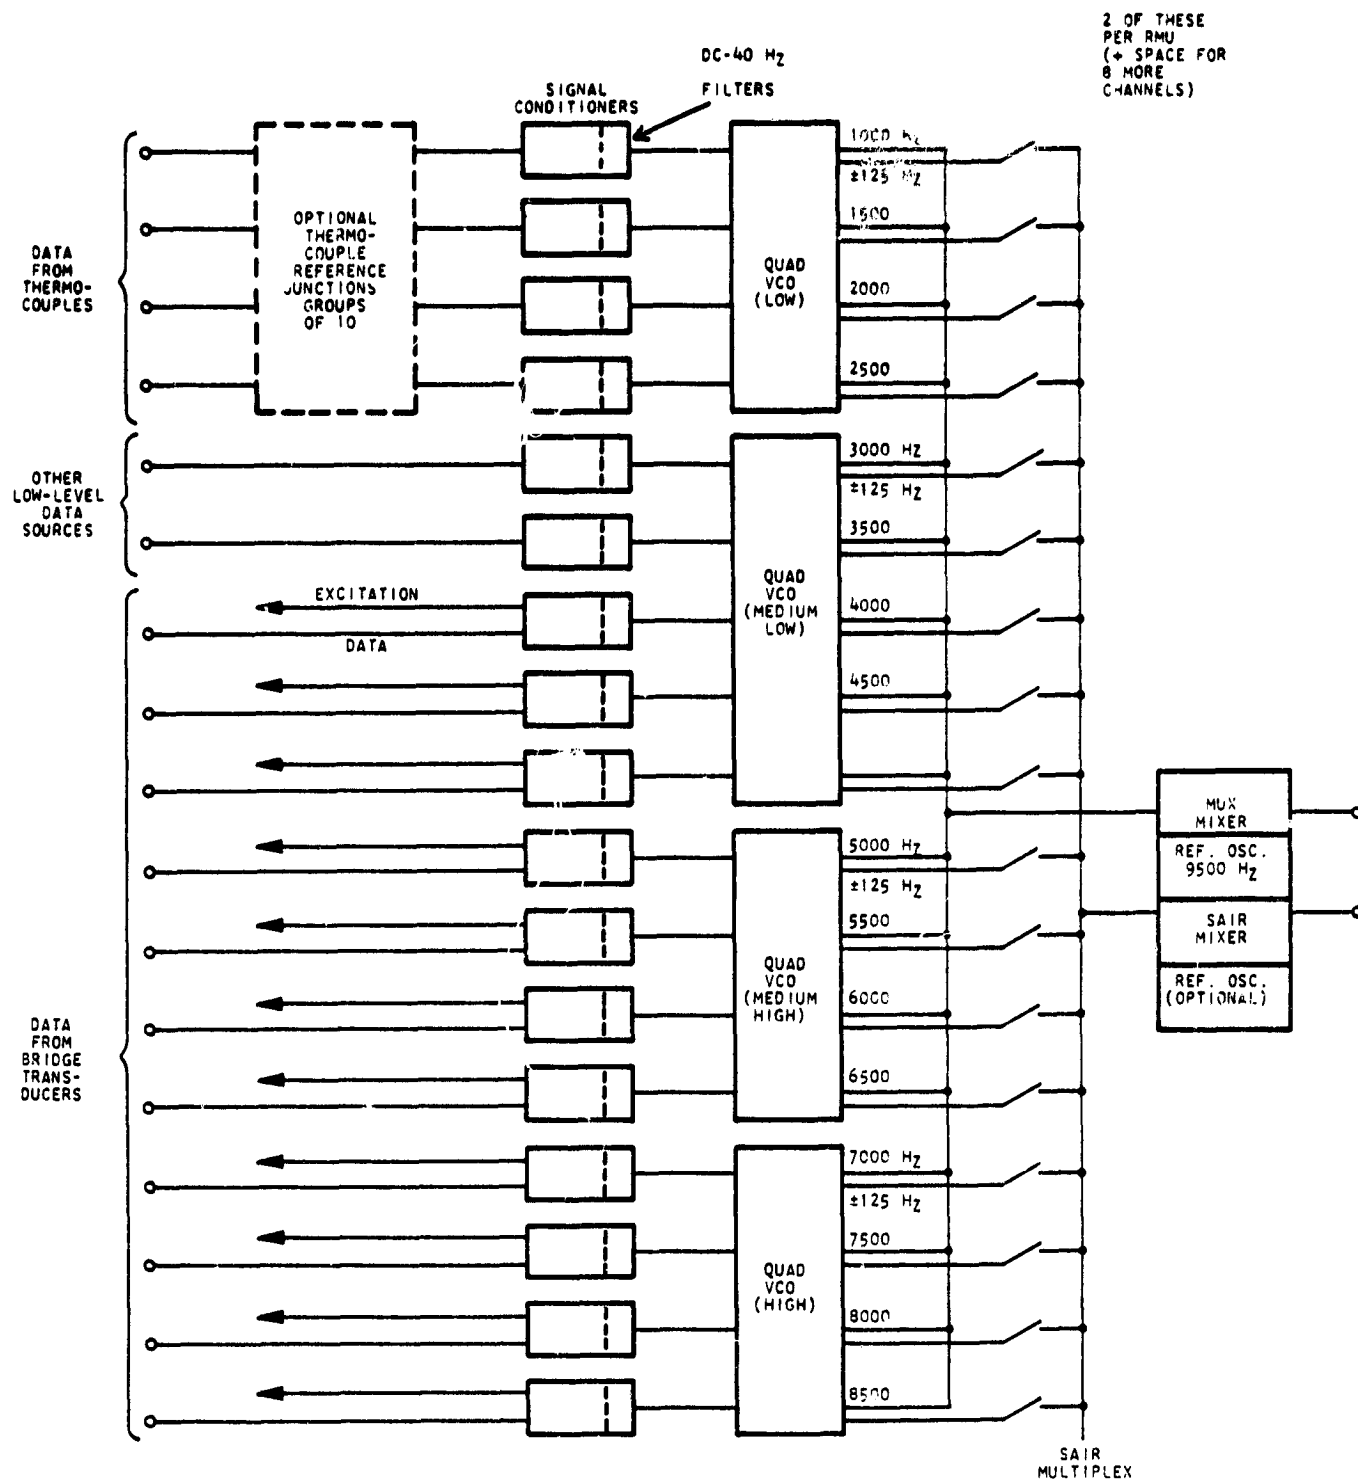 2 OF THESE
PER RMU
(+ SPACE FOR
8 MORE
CHANNELS)
DC-40 HZ
FILTERS
SIGNAL
CONDITIONERS
DATA
FROM
THERMO-
COUPLES
OPTIONAL
THERMO-
COUPLE
REFERENCE
JUNCTIONS
GROUPS
OF 10
QUAD
VCO
(LOW)
1000 HZ
±125 HZ
1500
2000
2500
OTHER
LOW-LEVEL
DATA
SOURCES
QUAD
VCO
(MEDIUM
LOW)
3000 HZ
±125 HZ
3500
4000
4500
EXCITATION
DATA
DATA
FROM
BRIDGE
TRANS-
DUCERS
QUAD
VCO
(MEDIUM
HIGH)
5000 HZ
±125 HZ
5500
6000
6500
MUX
MIXER
REF. OSC.
9500 HZ
SAIR
MIXER
REF. OSC.
(OPTIONAL)
QUAD
VCO
(HIGH)
7000 HZ
±125 HZ
7500
8000
8500
SAIR
MULTIPLEX